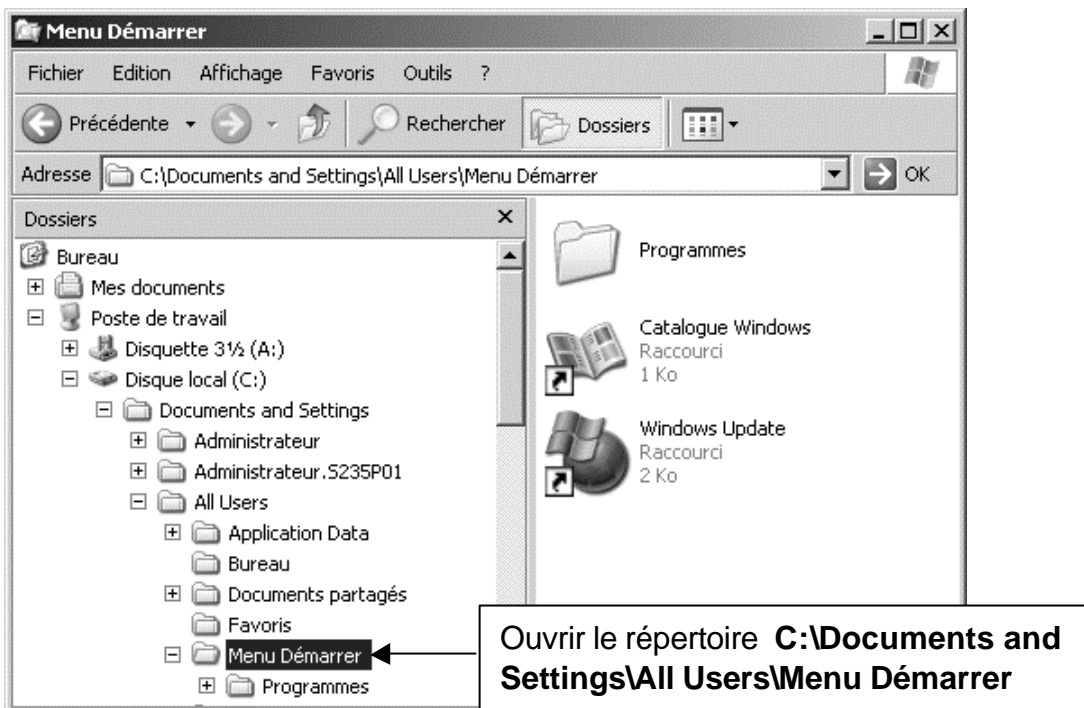 Menu Démarrer
Fichier Edition Affichage Favoris Outils ?
Précédente Rechercher Dossiers
Adresse C:\Documents and Settings\All Users\Menu Démarrer OK
Dossiers
Bureau
Mes documents
Poste de travail
Disquette 3½ (A:)
Disque local (C:)
Documents and Settings
Administrateur
Administrateur.S235P01
All Users
Application Data
Bureau
Documents partagés
Favoris
Menu Démarrer
Programmes
Programmes
Catalogue Windows
Raccourci
1 Ko
Windows Update
Raccourci
2 Ko
Ouvrir le répertoire C:\Documents and
Settings\All Users\Menu Démarrer